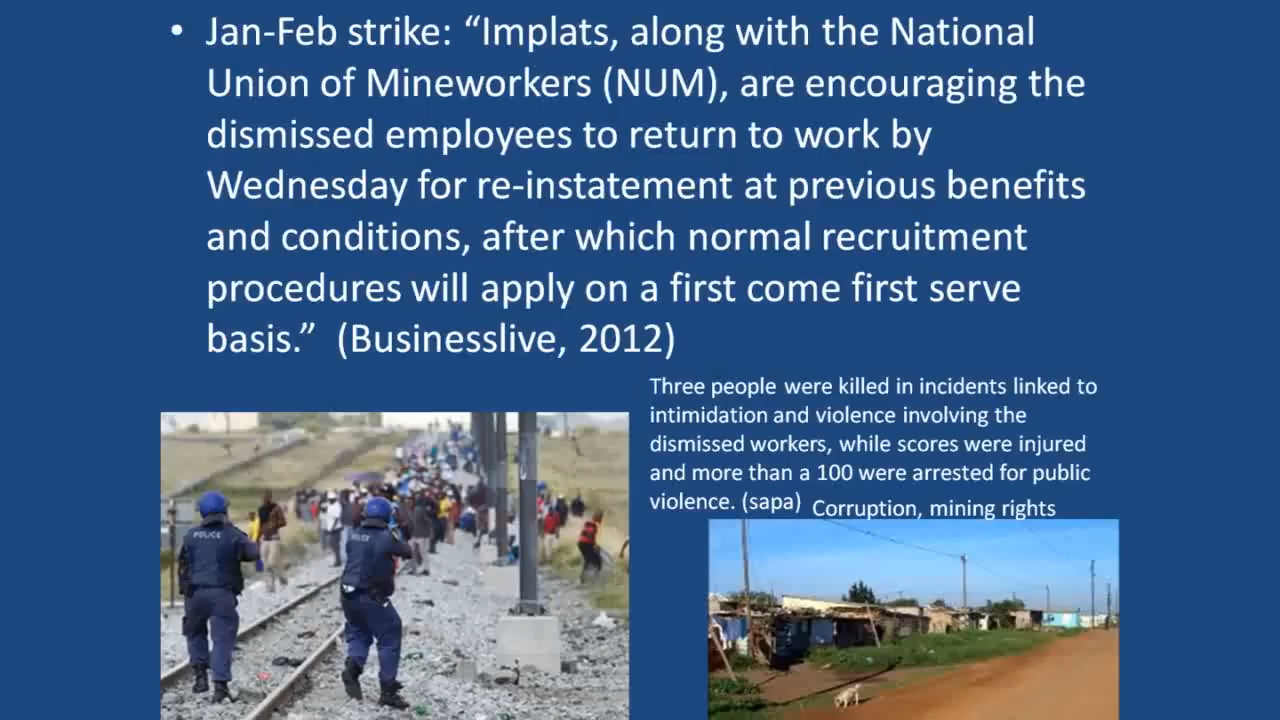 • Jan-Feb strike: “Implats, along with the National
Union of Mineworkers (NUM), are encouraging the
dismissed employees to return to work by
Wednesday for re-instatement at previous benefits
and conditions, after which normal recruitment
procedures will apply on a first come first serve
basis.” (Businesslive, 2012)
Three people were killed in incidents linked to
intimidation and violence involving the
dismissed workers, while scores were injured
and more than a 100 were arrested for public
violence. (sapa)
Corruption, mining rights
POLICE